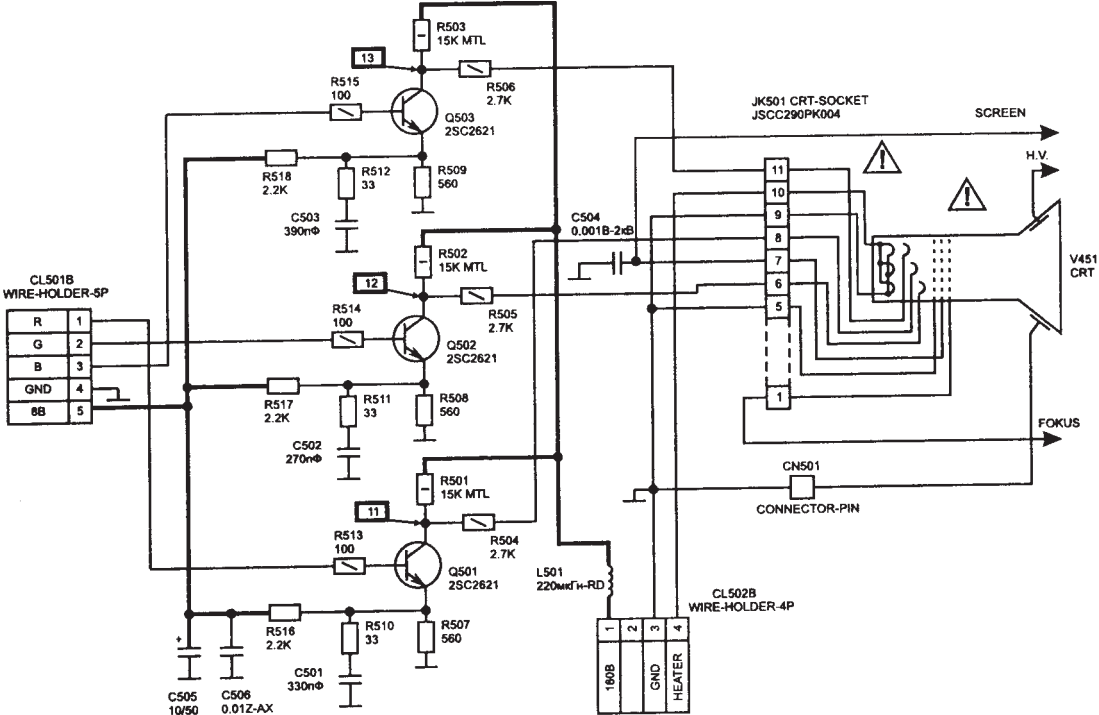 R503
15K MTL
13
R515
100
R506
2.7K
Q503
2SC2621
JK501 CRT-SOCKET
JSCC290PK004
SCREEN
H.V.
R518
2.2K
R512
33
R509
560
C503
390пФ
C504
0.001В-2кВ
11
10
9
8
7
6
5
1
V451
CRT
FOKUS
R502
15K MTL
12
R514
100
R505
2.7K
Q502
2SC2621
CL501B
WIRE-HOLDER-5P
R 1
G 2
B 3
GND 4
8B 5
R517
2.2K
R511
33
R508
560
C502
270пФ
R501
15K MTL
11
R513
100
R504
2.7K
Q501
2SC2621
CN501
CONNECTOR-PIN
L501
220мкГн-RD
CL502B
WIRE-HOLDER-4P
1 2 3 4
160B
GND
HEATER
R516
2.2K
R510
33
R507
560
C501
330пФ
+
C505
10/50
C506
0.01Z-AX